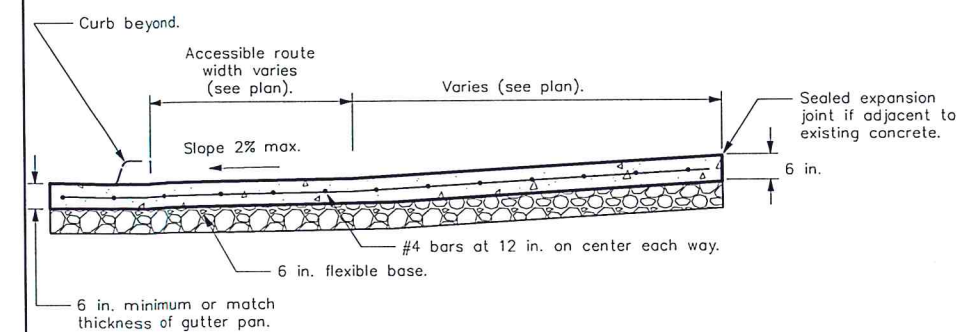 Curb beyond.
Accessible route
width varies
(see plan).
Varies (see plan).
Sealed expansion
joint if adjacent to
existing concrete.
Slope 2% max.
6 in.
#4 bars at 12 in. on center each way.
6 in. flexible base.
6 in. minimum or match
thickness of gutter pan.